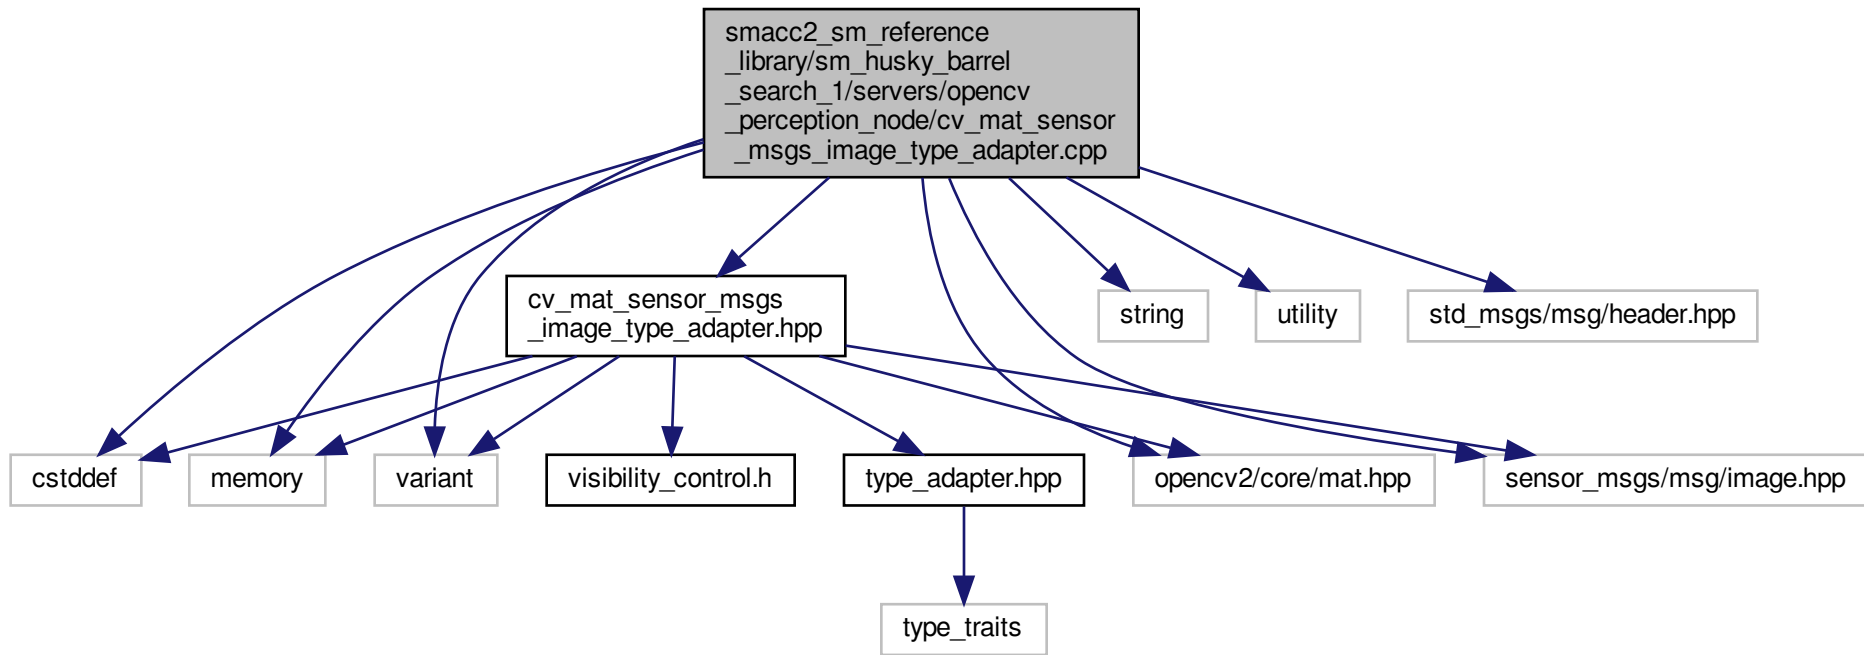 smacc2_sm_reference
_library/sm_husky_barrel
_search_1/servers/opencv
_perception_node/cv_mat_sensor
_msgs_image_type_adapter.cpp
cv_mat_sensor_msgs
_image_type_adapter.hpp
string
utility
std_msgs/msg/header.hpp
cstddef
memory
variant
visibility_control.h
type_adapter.hpp
opencv2/core/mat.hpp
sensor_msgs/msg/image.hpp
type_traits